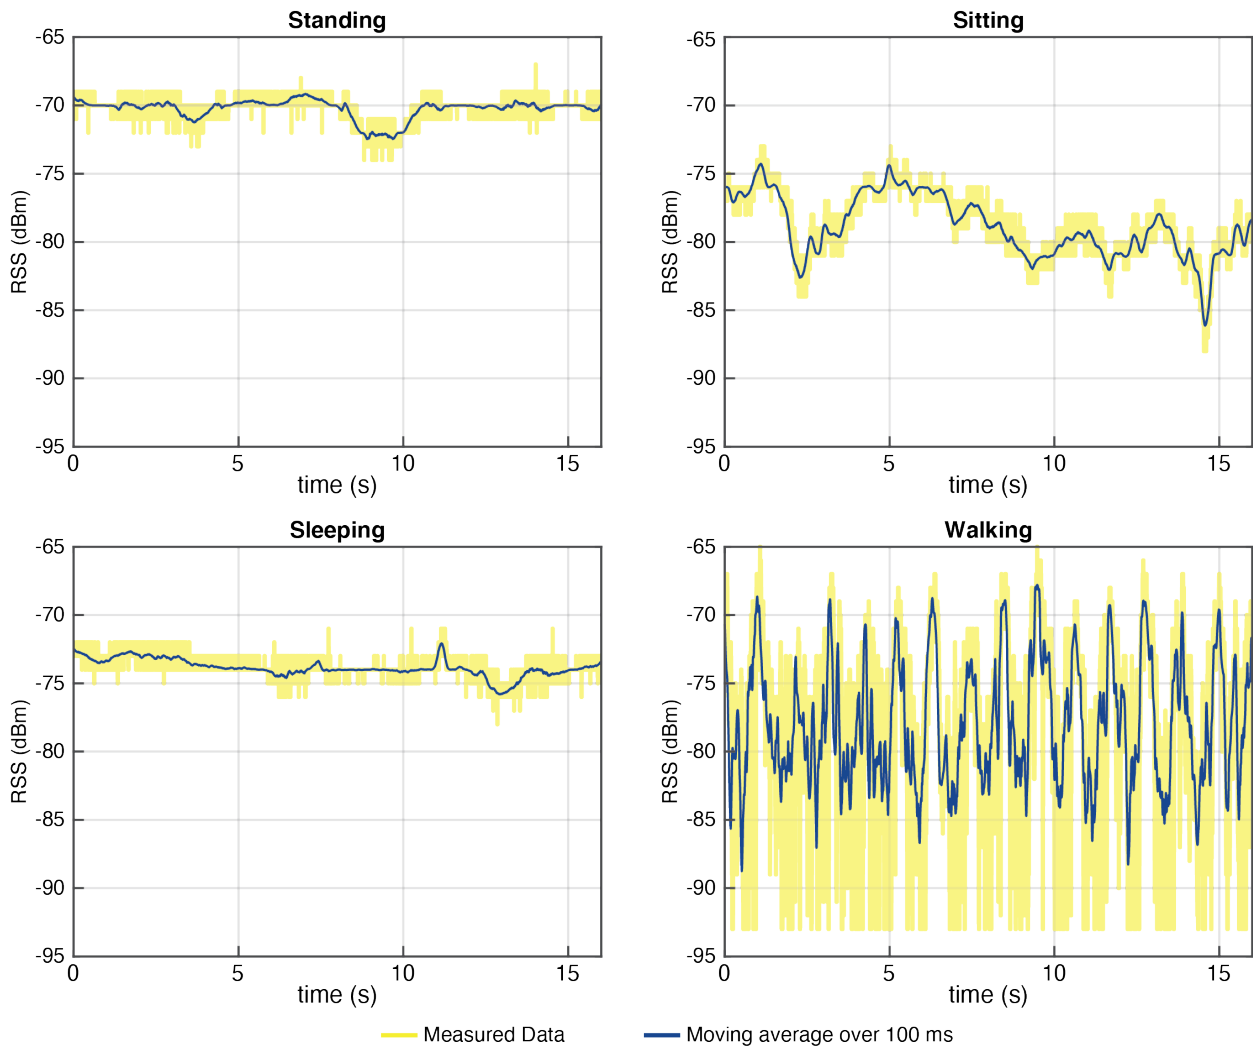 Standing
-65
-70
-75
-80
-85
-90
-95
RSS (dBm)
0 5 10 15
time (s)
Sitting
-65
-70
-75
-80
-85
-90
-95
RSS (dBm)
0 5 10 15
time (s)
Sleeping
-65
-70
-75
-80
-85
-90
-95
RSS (dBm)
0 5 10 15
time (s)
Walking
-65
-70
-75
-80
-85
-90
-95
RSS (dBm)
0 5 10 15
time (s)
Measured Data
Moving average over 100 ms